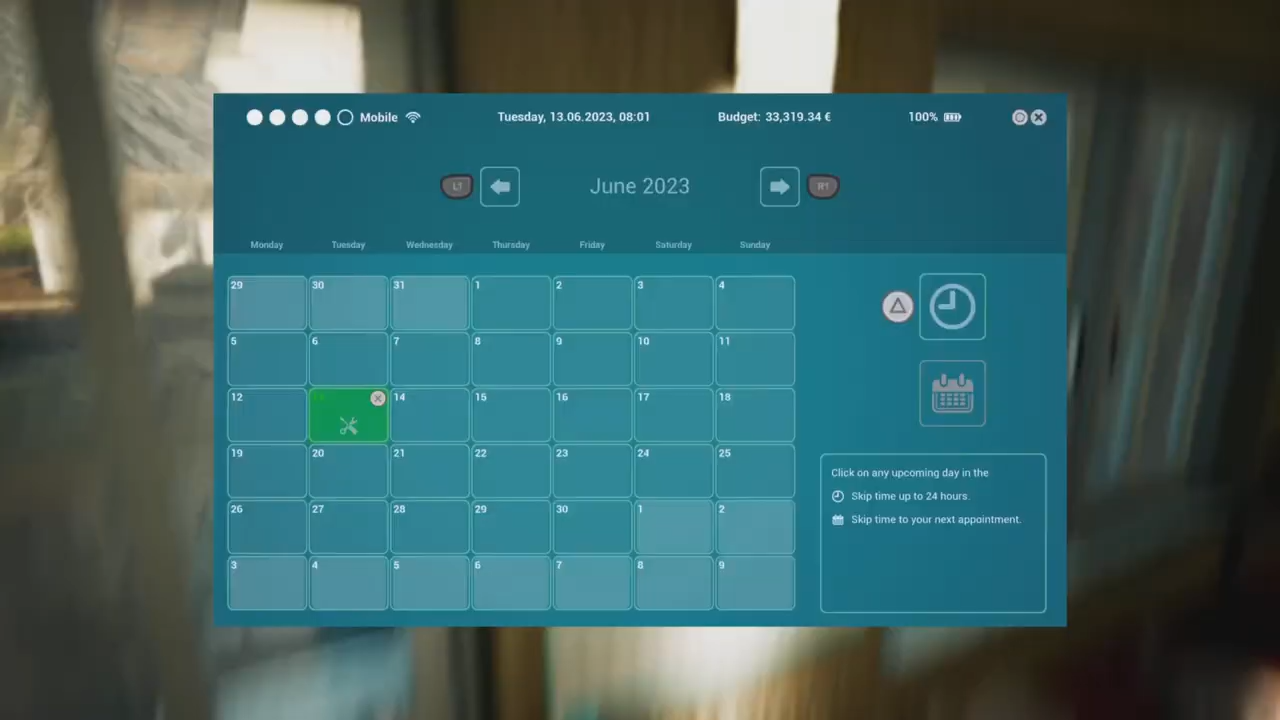 Mobile
Tuesday, 13.06.2023, 08:01
Budget: 33,319.34 €
100%
L1
June 2023
R1
Monday Tuesday Wednesday Thursday Friday Saturday Sunday
29 30 31 1 2 3 4
5 6 7 8 9 10 11
12 14 15 16 17 18
19 20 21 22 23 24 25
26 27 28 29 30 1 2
3 4 5 6 7 8 9
Click on any upcoming day in the
Skip time up to 24 hours.
Skip time to your next appointment.